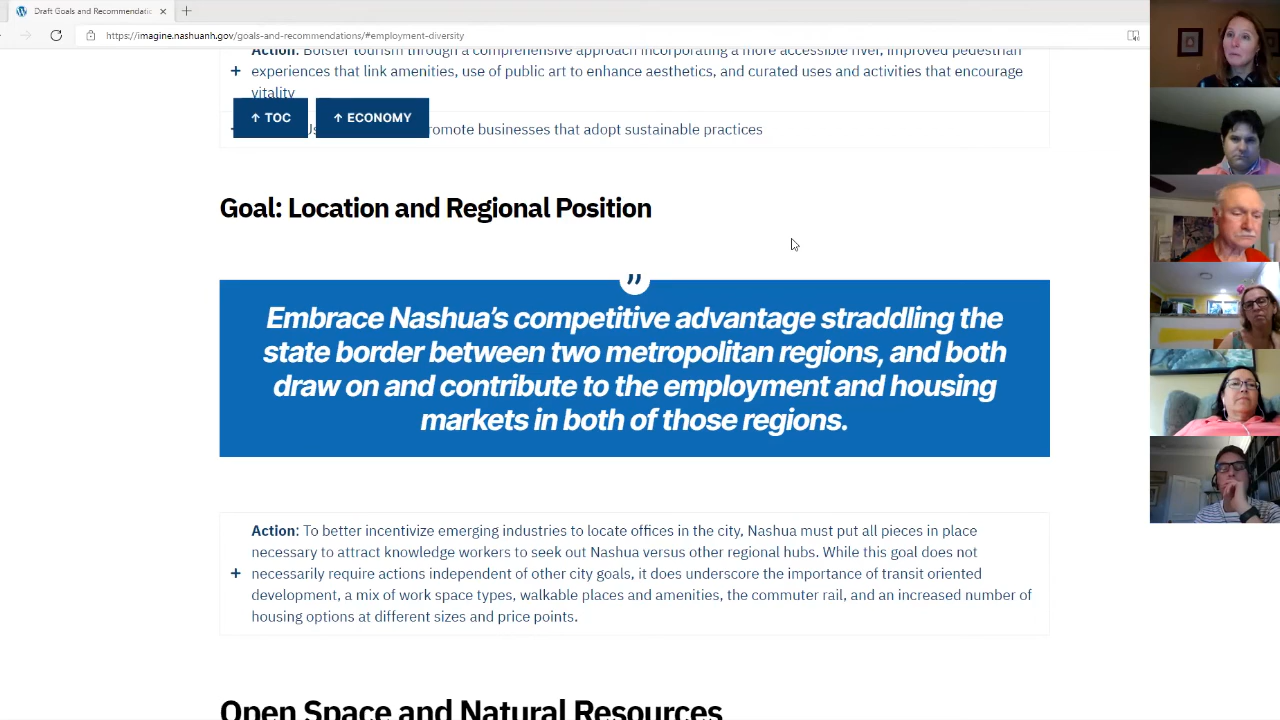 Draft Goals and Recommendatio
https://imagine.nashuanh.gov/goals-and-recommendations/#employment-diversity
Action: Bolster tourism through a comprehensive approach incorporating a more accessible river, improved pedestrian
experiences that link amenities, use of public art to enhance aesthetics, and curated uses and activities that encourage
vitality
↑ TOC
↑ ECONOMY
romote businesses that adopt sustainable practices
Goal: Location and Regional Position
”
Embrace Nashua’s competitive advantage straddling the
state border between two metropolitan regions, and both
draw on and contribute to the employment and housing
markets in both of those regions.
Action: To better incentivize emerging industries to locate offices in the city, Nashua must put all pieces in place
necessary to attract knowledge workers to seek out Nashua versus other regional hubs. While this goal does not
+ necessarily require actions independent of other city goals, it does underscore the importance of transit oriented
development, a mix of work space types, walkable places and amenities, the commuter rail, and an increased number of
housing options at different sizes and price points.
Open Space and Natural Resources